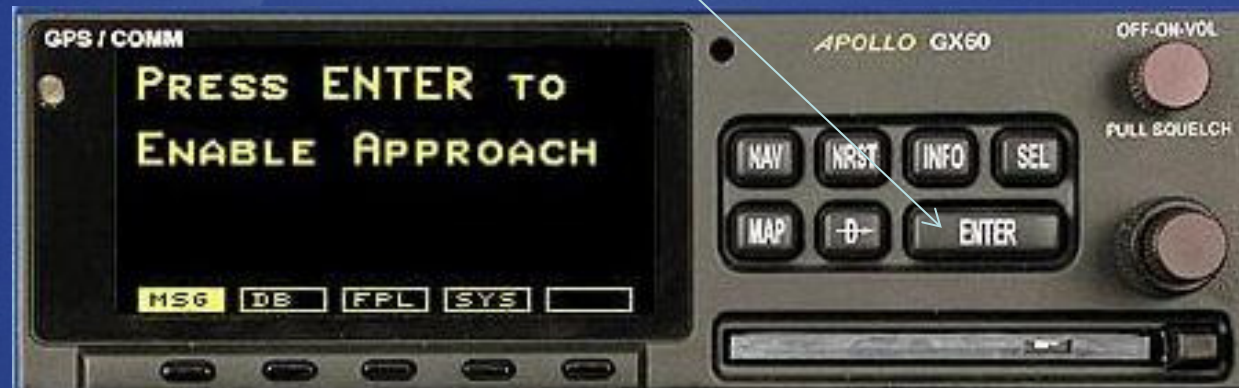 GPS / COMM
APOLLO GX60
OFF-ON-VOL
PRESS ENTER TO
ENABLE APPROACH
PULL SQUELCH
NAV NRST INFO SEL
MAP D ENTER
MSG DB FPL SYS